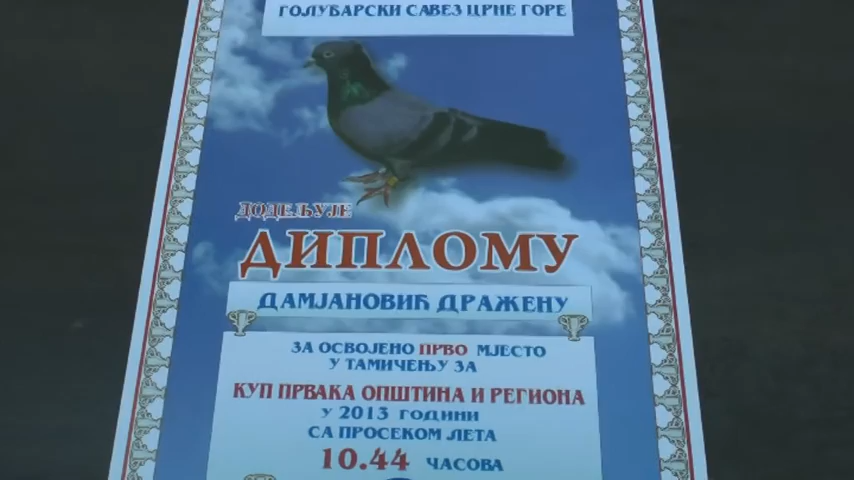 ГОЛУБАРСКИ САВЕЗ ЦРНЕ ГОРЕ
ДОДЕЉУЈЕ
ДИПЛОМУ
ДАМЈАНОВИЋ ДРАЖЕНУ
ЗА ОСВОЈЕНО ПРВО МЈЕСТО
У ТАМИЧЕЊУ ЗА
КУП ПРВАКА ОПШТИНА И РЕГИОНА
У 2013 ГОДИНИ
СА ПРОСЕКОМ ЛЕТА
10.44 ЧАСОВА